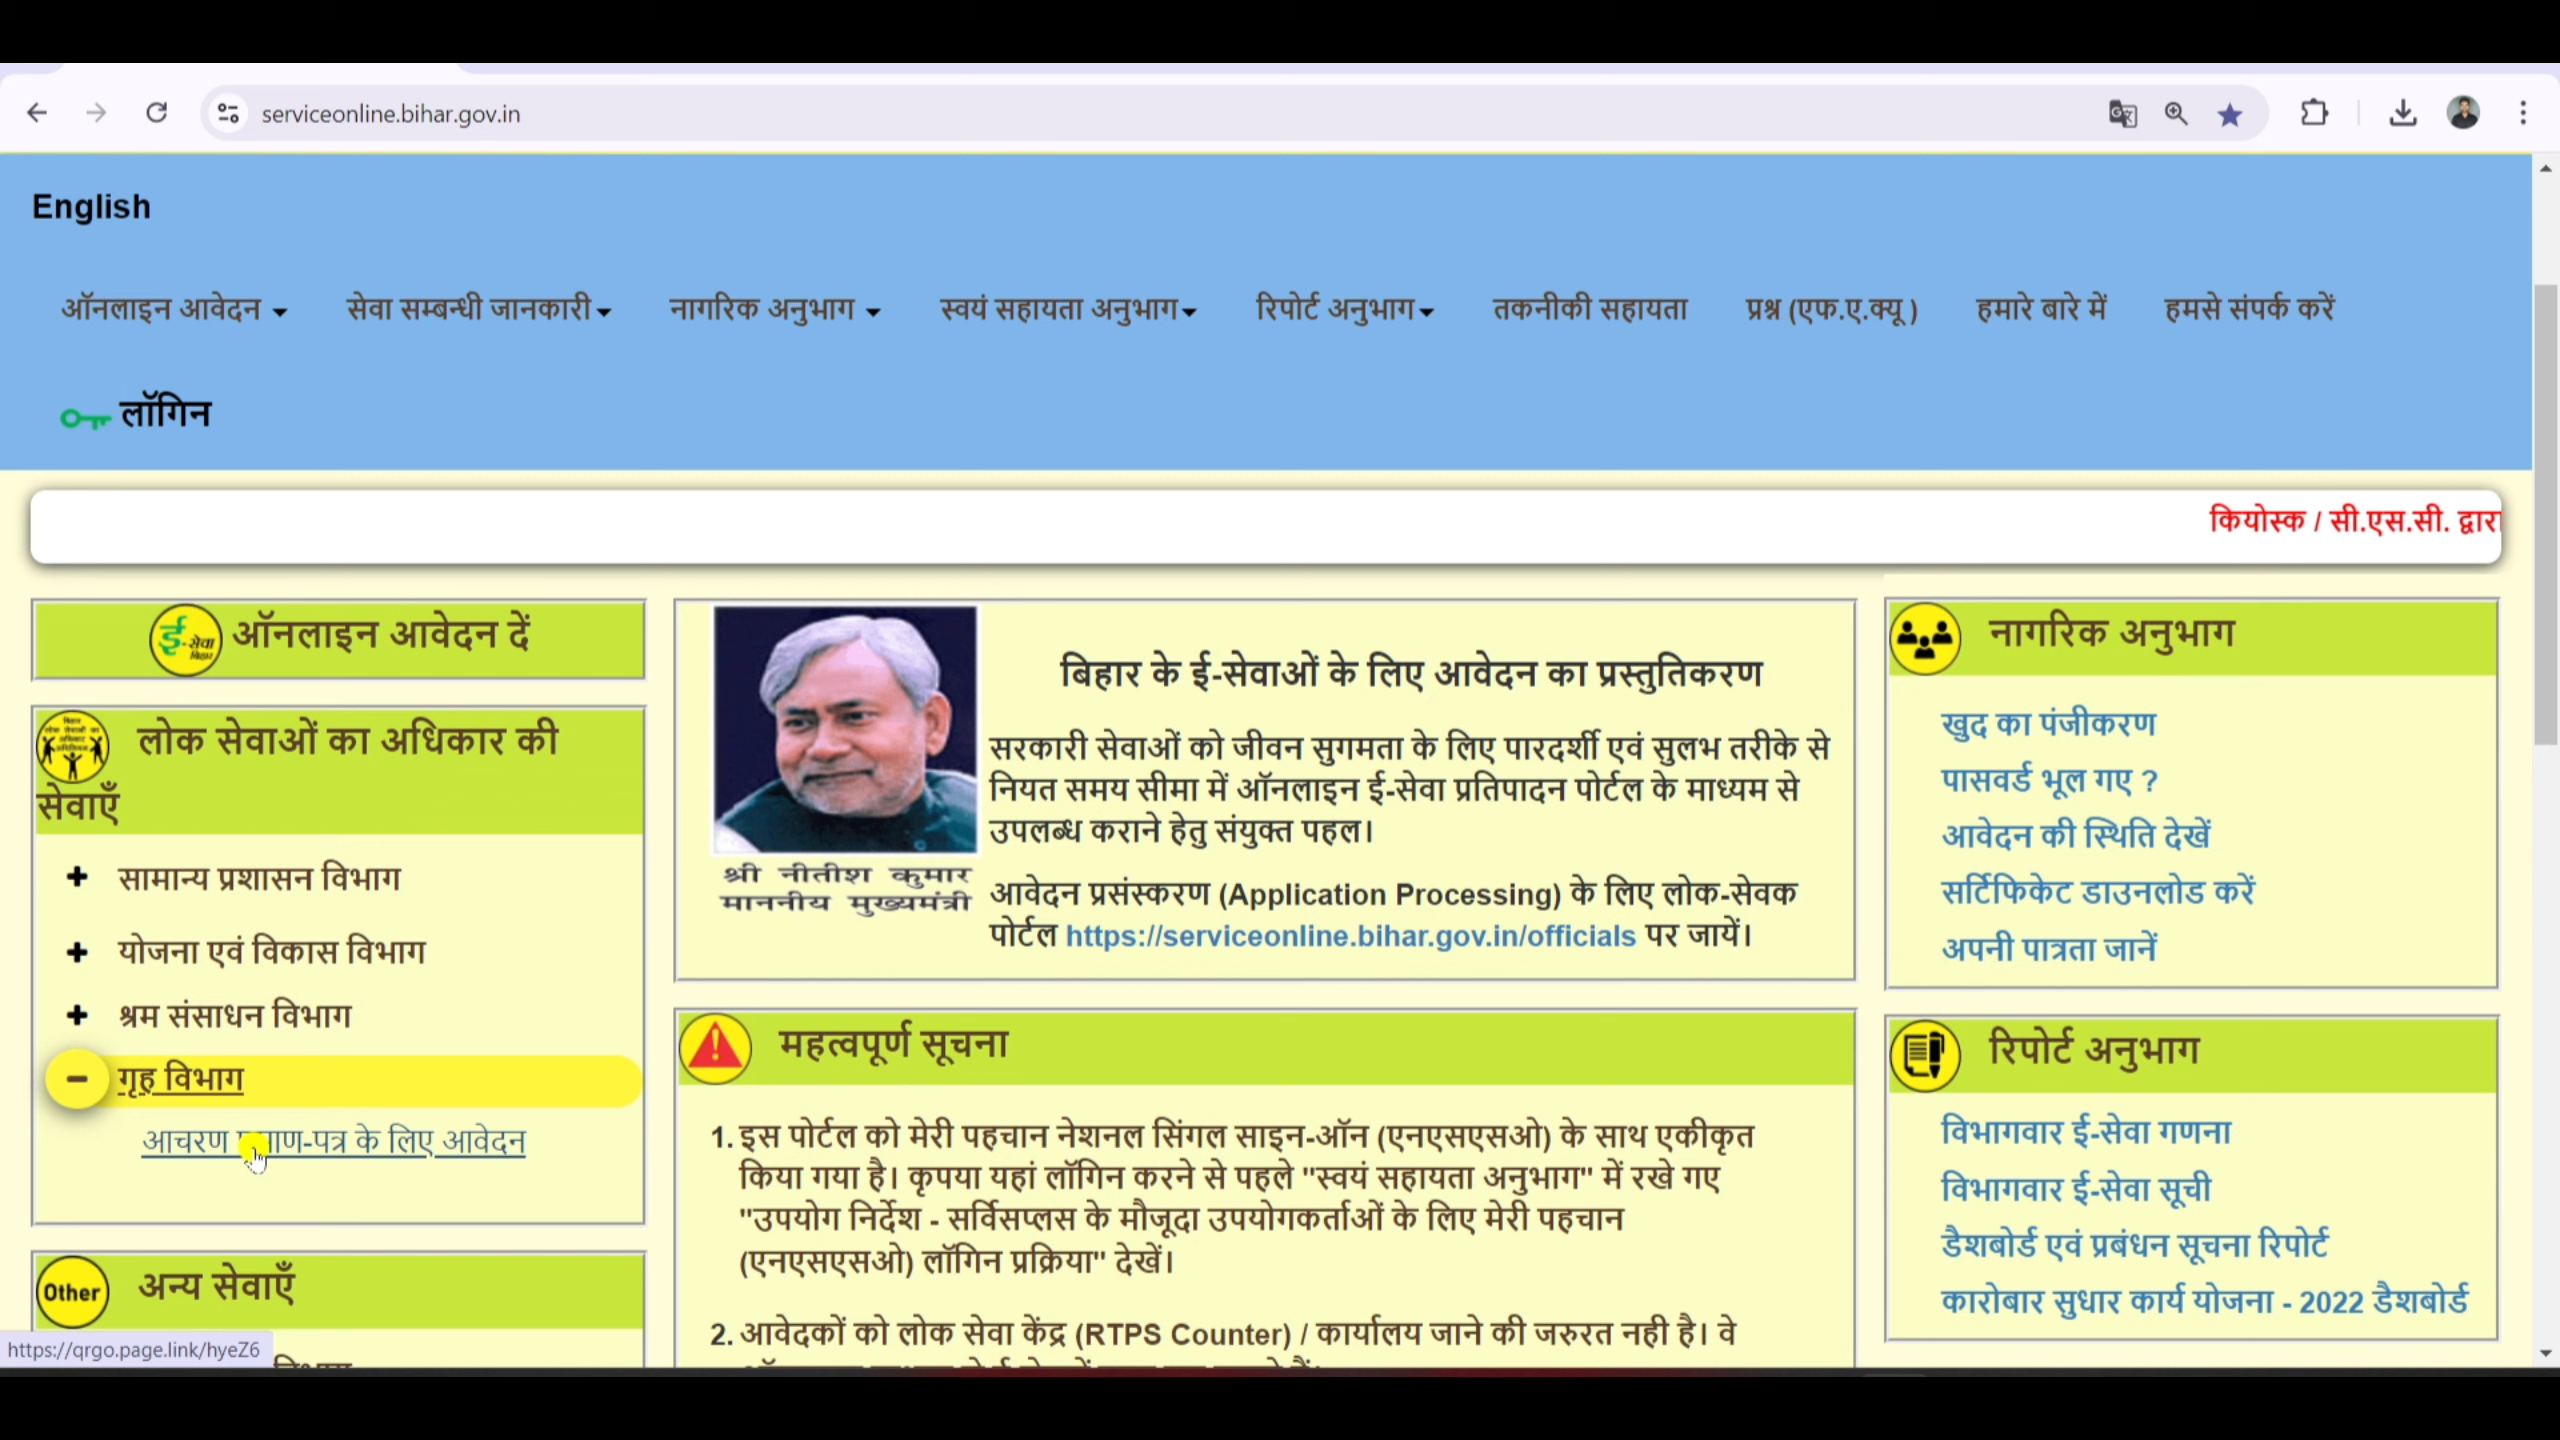 serviceonline.bihar.gov.in
English
ऑनलाइन आवेदन
सेवा सम्बन्धी जानकारी
नागरिक अनुभाग
स्वयं सहायता अनुभाग
रिपोर्ट अनुभाग
तकनीकी सहायता
प्रश्न (एफ.ए.क्यू )
हमारे बारे में
हमसे संपर्क करें
लॉगिन
कियोस्क / सी.एस.सी. द्वारा
ऑनलाइन आवेदन दें
लोक सेवाओं का अधिकार की
सेवाएँ
सामान्य प्रशासन विभाग
योजना एवं विकास विभाग
श्रम संसाधन विभाग
गृह विभाग
आचरण के लिए आवेदन
Other
अन्य सेवाएँ
https://qrgo.page.link/hyeZ6
श्री नीतीश कुमार
माननीय मुख्यमंत्री
बिहार के ई-सेवाओं के लिए आवेदन का प्रस्तुतिकरण
सरकारी सेवाओं को जीवन सुगमता के लिए पारदर्शी एवं सुलभ तरीके से
नियत समय सीमा में ऑनलाइन ई-सेवा प्रतिपादन पोर्टल के माध्यम से
उपलब्ध कराने हेतु संयुक्त पहल।
आवेदन प्रसंस्करण (Application Processing) के लिए लोक-सेवक
पोर्टल https://serviceonline.bihar.gov.in/officials पर जायें।
महत्वपूर्ण सूचना
1. इस पोर्टल को मेरी पहचान नेशनल सिंगल साइन-ऑन (एनएसएसओ) के साथ एकीकृत
किया गया है। कृपया यहां लॉगिन करने से पहले "स्वयं सहायता अनुभाग" में रखे गए
"उपयोग निर्देश - सर्विसप्लस के मौजूदा उपयोगकर्ताओं के लिए मेरी पहचान
(एनएसएसओ) लॉगिन प्रक्रिया" देखें।
2. आवेदकों को लोक सेवा केंद्र (RTPS Counter) / कार्यालय जाने की जरुरत नही है। वे
नागरिक अनुभाग
खुद का पंजीकरण
पासवर्ड भूल गए ?
आवेदन की स्थिति देखें
सर्टिफिकेट डाउनलोड करें
अपनी पात्रता जानें
रिपोर्ट अनुभाग
विभागवार ई-सेवा गणना
विभागवार ई-सेवा सूची
डैशबोर्ड एवं प्रबंधन सूचना रिपोर्ट
कारोबार सुधार कार्य योजना - 2022 डैशबोर्ड